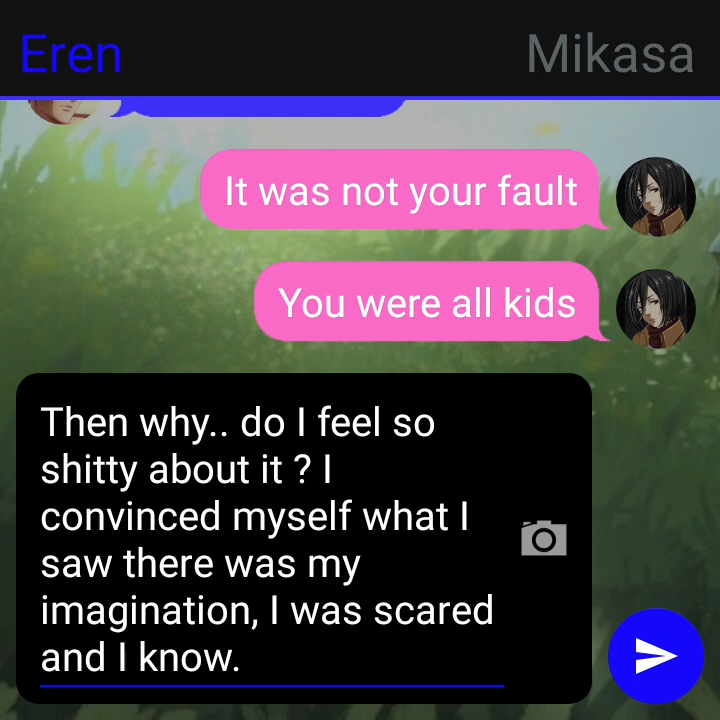 Eren
Mikasa
It was not your fault
You were all kids
Then why.. do I feel so
shitty about it ? I
convinced myself what I
saw there was my
imagination, I was scared
and I know.